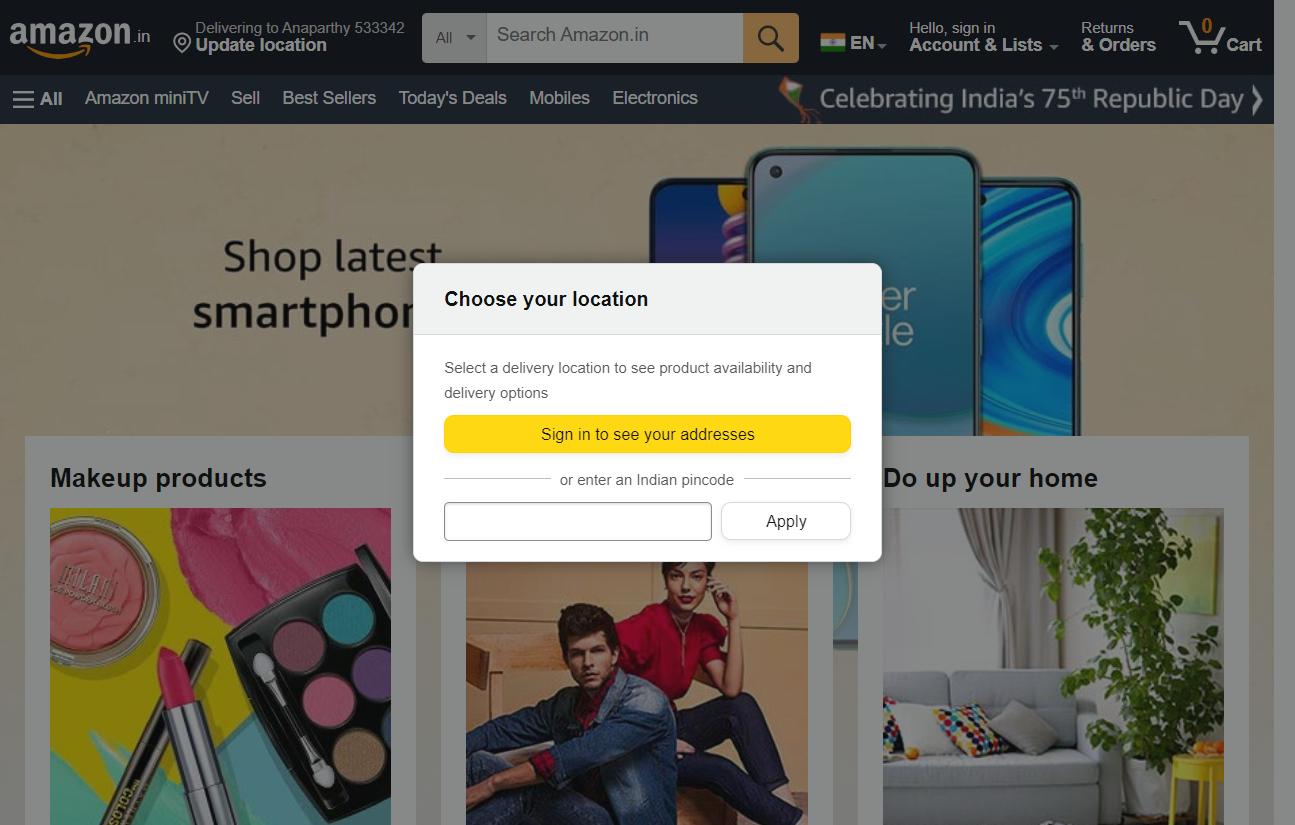 amazon.in
Delivering to Anaparthy 533342
Update location
All
Search Amazon.in
EN
Hello, sign in
Account & Lists
Returns
& Orders
0
Cart
All
Amazon miniTV
Sell
Best Sellers
Today's Deals
Mobiles
Electronics
Celebrating India's 75th Republic Day
Shop latest
smartphon
er
le
Choose your location
Select a delivery location to see product availability and
delivery options
Sign in to see your addresses
or enter an Indian pincode
Apply
Makeup products
Do up your home
MILANI